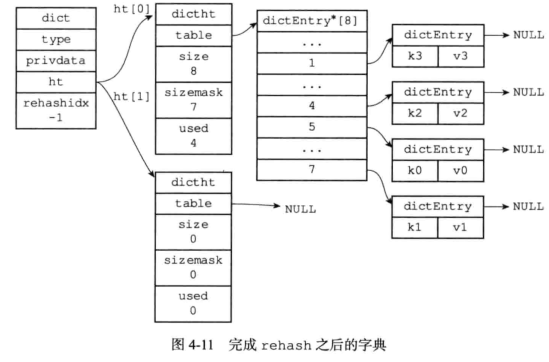 dict
type
privdata
ht
rehashidx
-1
ht[0]
ht[1]
dictht
table
size
8
sizemask
7
used
4
dictht
table
size
0
sizemask
0
used
0
NULL
dictEntry*[8]
...
1
...
4
5
...
7
dictEntry
k3 v3
NULL
dictEntry
k2 v2
NULL
dictEntry
k0 v0
NULL
dictEntry
k1 v1
NULL
图 4-11 完成 rehash 之后的字典